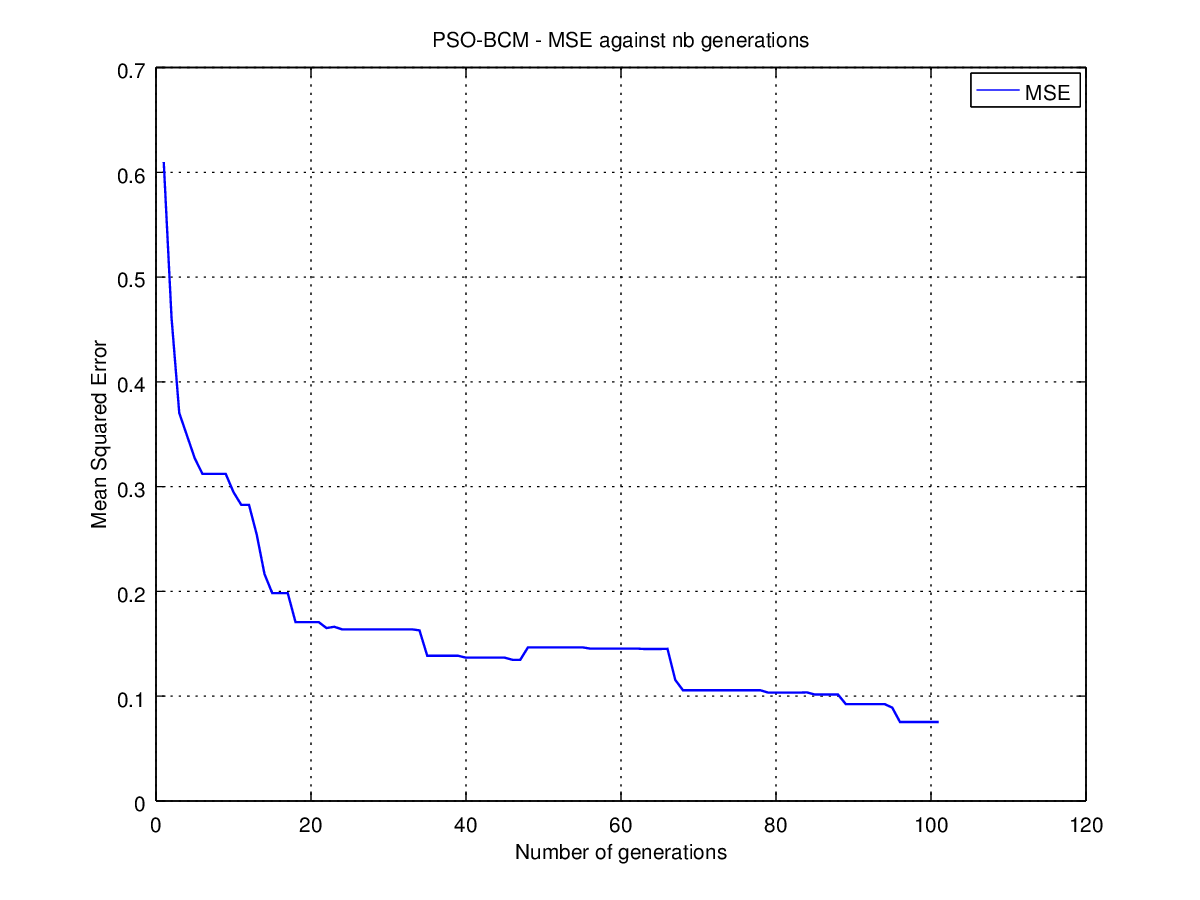 PSO-BCM - MSE against nb generations
MSE
0.7
0.6
0.5
0.4
0.3
0.2
0.1
0
Mean Squared Error
0 20 40 60 80 100 120
Number of generations